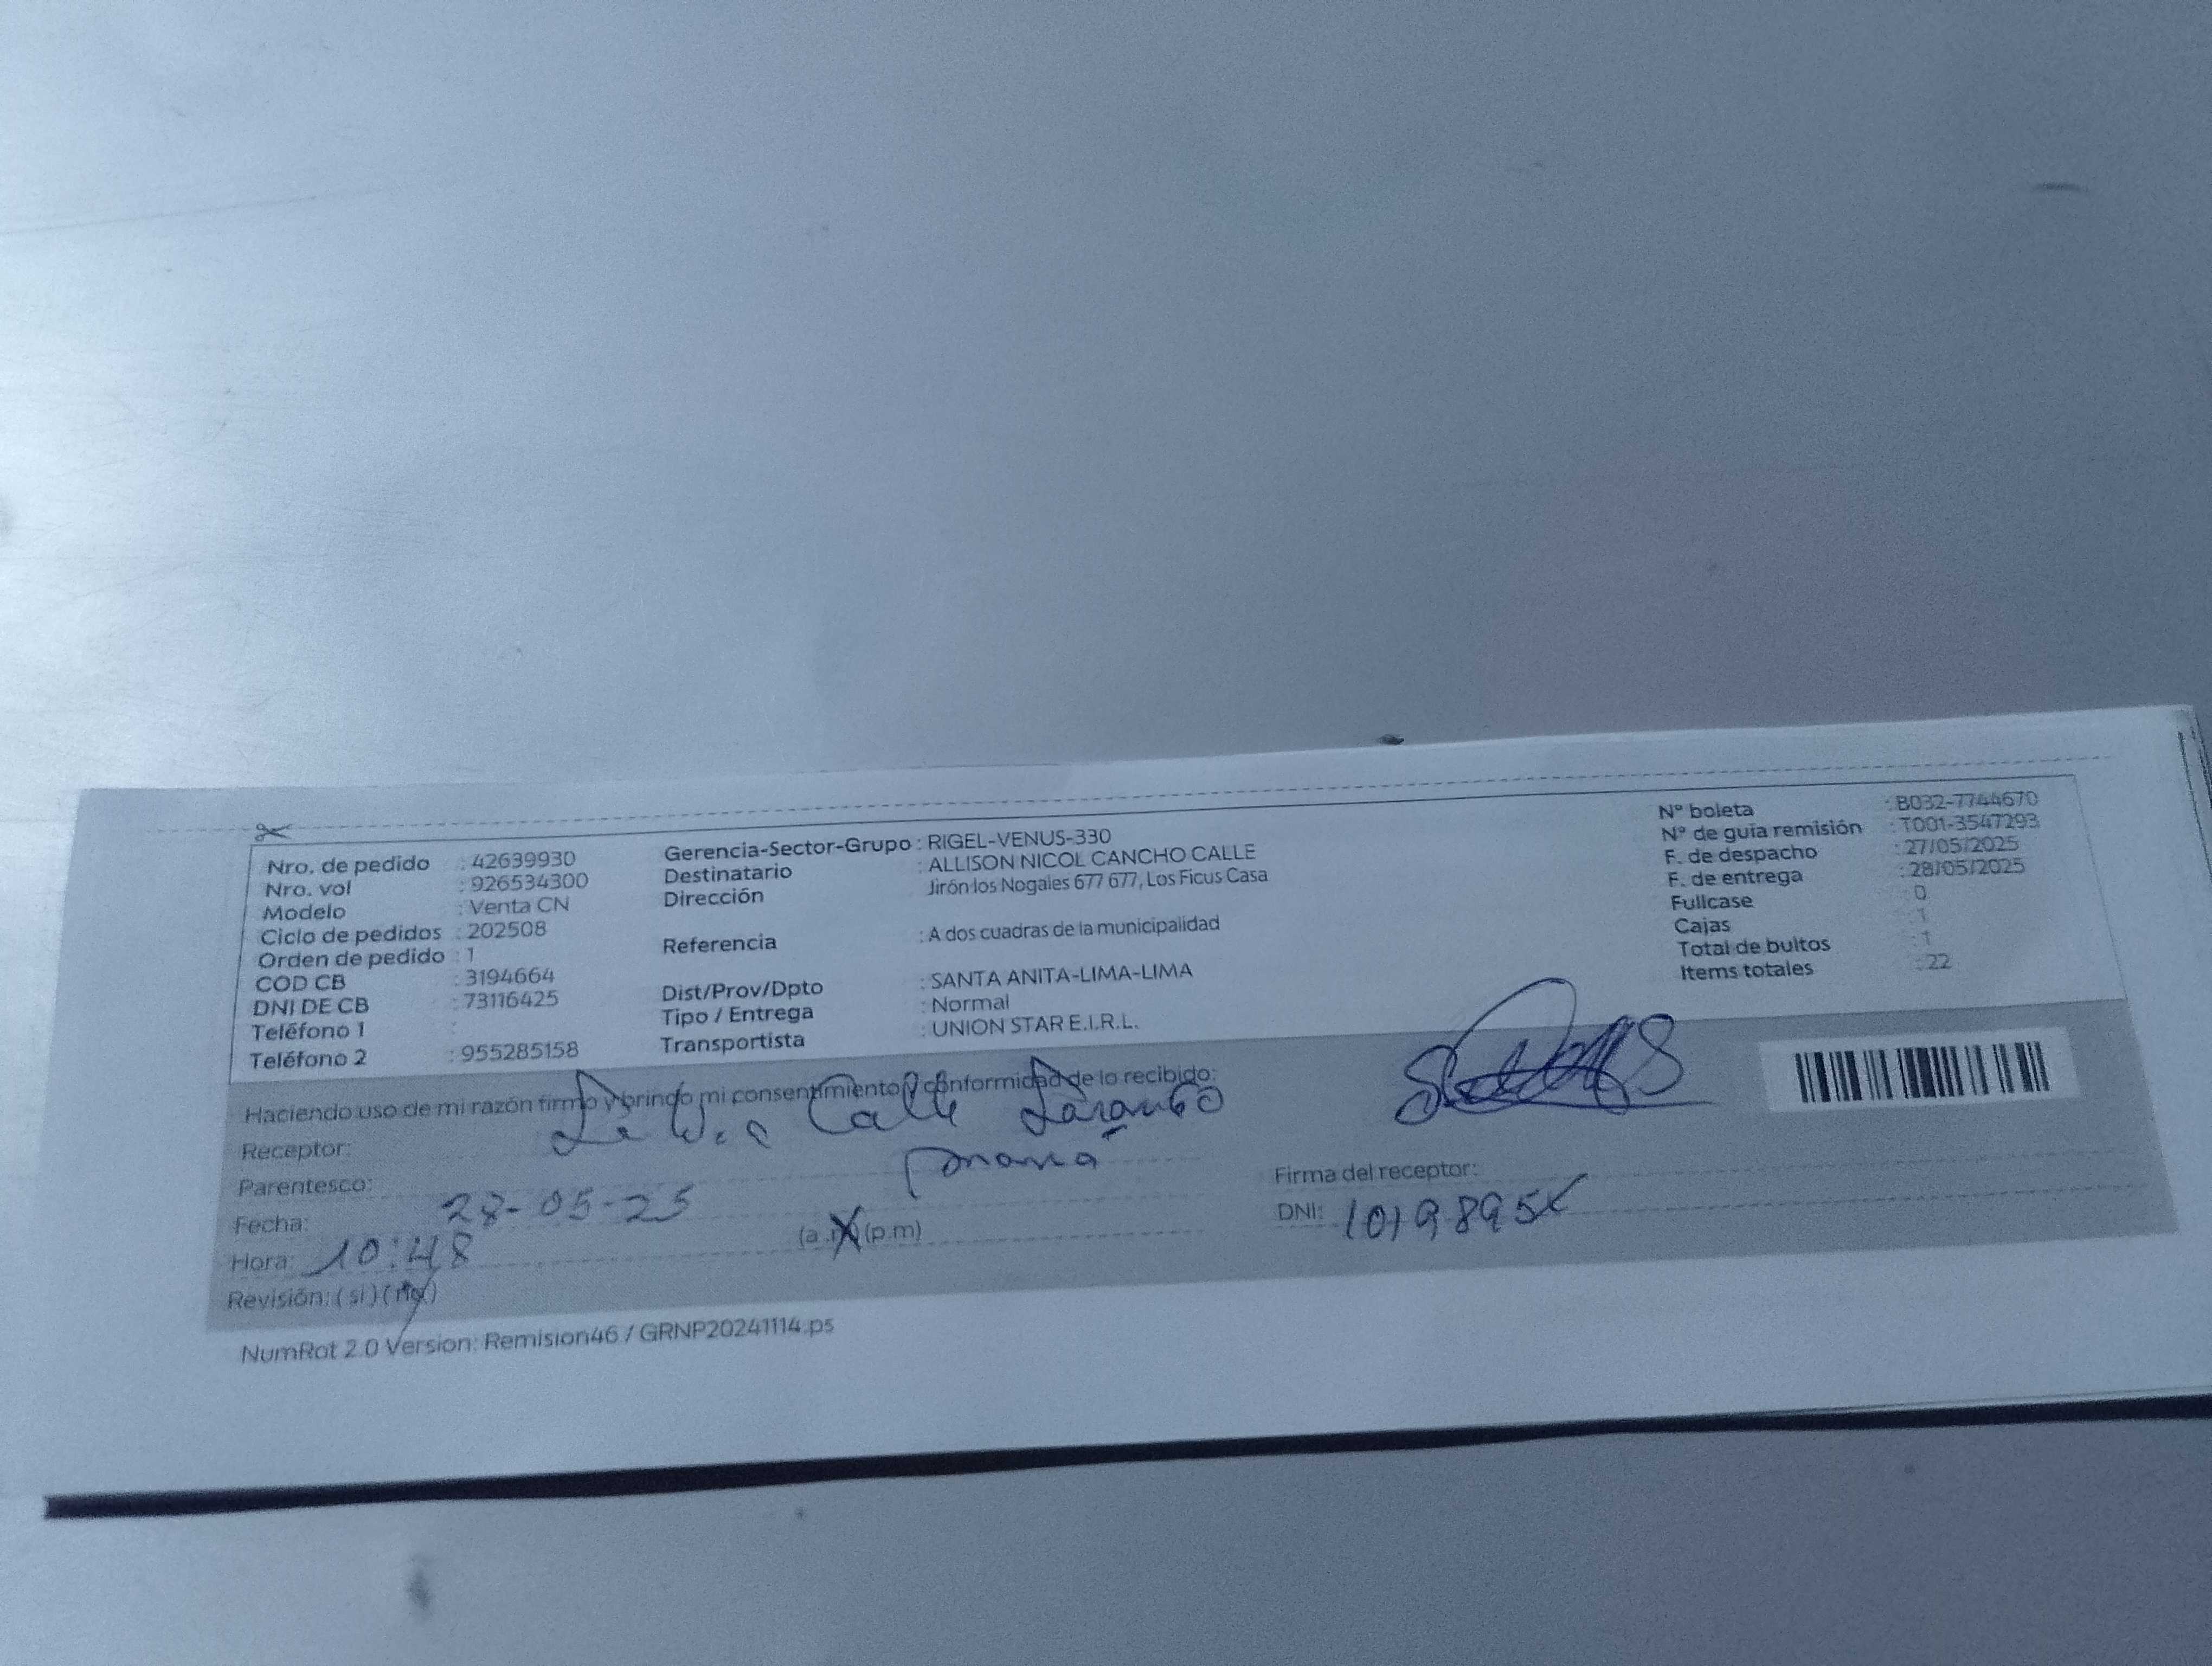 Nro. de pedido : 42639930
Nro. vol : 926534300
Modelo : Venta CN
Ciclo de pedidos : 202508
Orden de pedido : 1
COD CB : 3194664
DNI DE CB : 73116425
Teléfono 1 :
Teléfono 2 : 955285158
Gerencia-Sector-Grupo : RIGEL-VENUS-330
Destinatario : ALLISON NICOL CANCHO CALLE
Dirección Jirón los Nogales 677 677, Los Ficus Casa
Referencia : A dos cuadras de la municipalidad
Dist/Prov/Dpto : SANTA ANITA-LIMA-LIMA
Tipo / Entrega : Normal
Transportista : UNION STAR E.I.R.L.
N° boleta : B032-7744670
N° de guía remisión : T001-3547293
F. de despacho : 27/05/2025
F. de entrega : 28/05/2025
Fullcase : 0
Cajas : 1
Total de bultos : 1
Items totales : 22
Haciendo uso de mi razón firmo y brindo mi consentimiento y conformidad de lo recibido:
Receptor: Calle
Parentesco: mamá
Fecha: 28-05-25
Hora: 10:48 (a.m) (p.m)
Revisión: ( si ) ( no )
Firma del receptor:
DNI:
NumRot 2.0 Version: Remision46 / GRNP20241114.ps